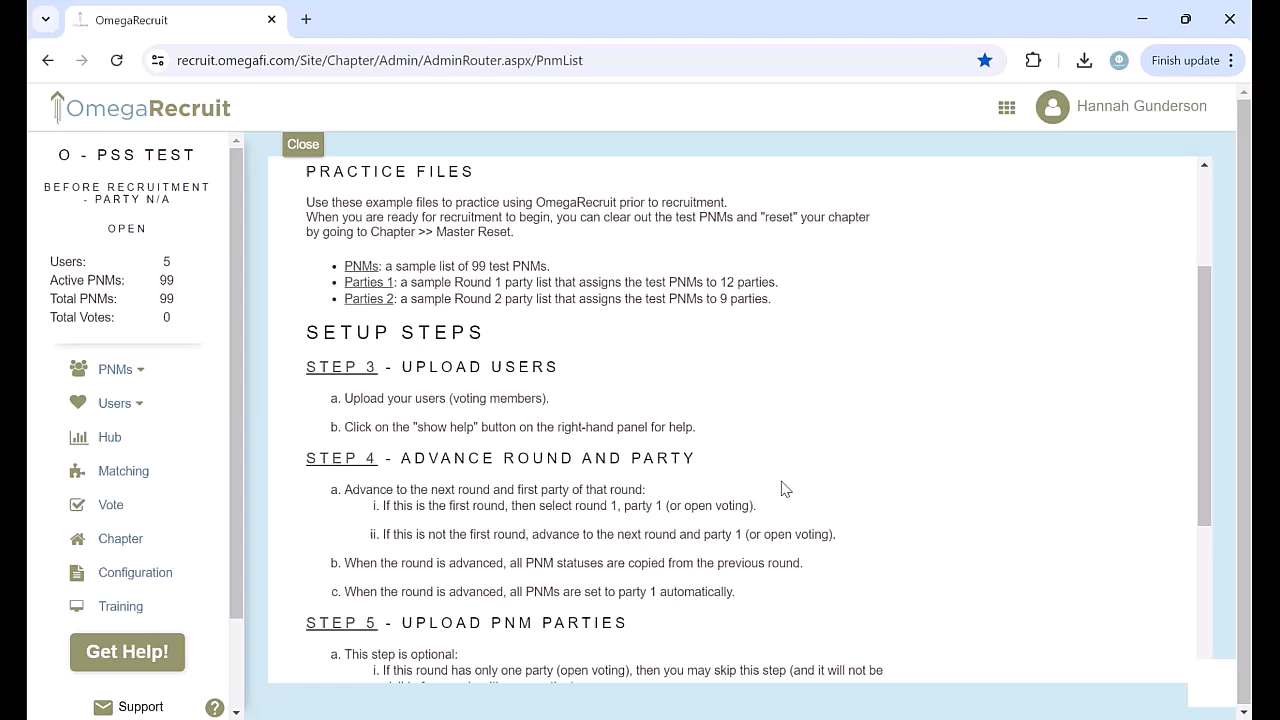 OmegaRecruit
recruit.omegafi.com/Site/Chapter/Admin/AdminRouter.aspx/PnmList
Finish update
OmegaRecruit
Hannah Gunderson
O - PSS TEST
BEFORE RECRUITMENT
- PARTY N/A
OPEN
Users: 5
Active PNMs: 99
Total PNMs: 99
Total Votes: 0
PNMs
Users
Hub
Matching
Vote
Chapter
Configuration
Training
Get Help!
Support
Close
PRACTICE FILES
Use these example files to practice using OmegaRecruit prior to recruitment.
When you are ready for recruitment to begin, you can clear out the test PNMs and "reset" your chapter
by going to Chapter >> Master Reset.
• PNMs: a sample list of 99 test PNMs.
• Parties 1: a sample Round 1 party list that assigns the test PNMs to 12 parties.
• Parties 2: a sample Round 2 party list that assigns the test PNMs to 9 parties.
SETUP STEPS
STEP 3 - UPLOAD USERS
a. Upload your users (voting members).
b. Click on the "show help" button on the right-hand panel for help.
STEP 4 - ADVANCE ROUND AND PARTY
a. Advance to the next round and first party of that round:
i. If this is the first round, then select round 1, party 1 (or open voting).
ii. If this is not the first round, advance to the next round and party 1 (or open voting).
b. When the round is advanced, all PNM statuses are copied from the previous round.
c. When the round is advanced, all PNMs are set to party 1 automatically.
STEP 5 - UPLOAD PNM PARTIES
a. This step is optional:
i. If this round has only one party (open voting), then you may skip this step (and it will not be